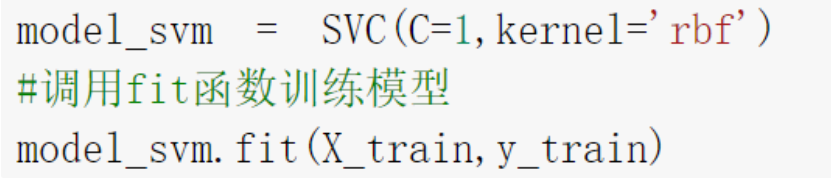 model_svm = SVC(C=1,kernel='rbf')
#调用fit函数训练模型
model_svm.fit(X_train,y_train)